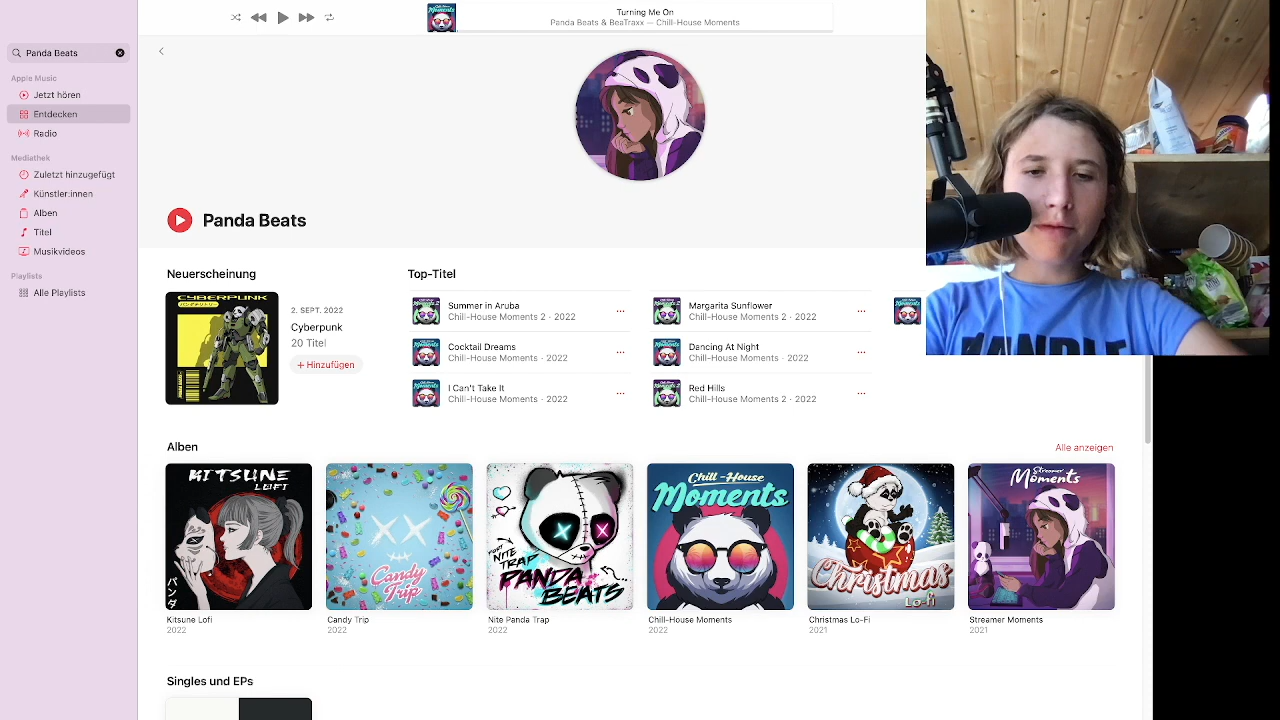 Turning Me On
Panda Beats & BeaTraxx — Chill-House Moments
Panda Beats
Apple Music
Jetzt hören
Entdecken
Radio
Mediathek
Zuletzt hinzugefügt
Künstler:innen
Alben
Titel
Musikvideos
Playlists
Alle Playlists
Panda Beats
Neuerscheinung
CYBERPUNK
2. SEPT. 2022
Cyberpunk
20 Titel
+ Hinzufügen
Top-Titel
Summer in Aruba
Chill-House Moments 2 · 2022
Cocktail Dreams
Chill-House Moments · 2022
I Can't Take It
Chill-House Moments · 2022
Margarita Sunflower
Chill-House Moments 2 · 2022
Dancing At Night
Chill-House Moments · 2022
Red Hills
Chill-House Moments 2 · 2022
Alben
Alle anzeigen
KITSUNE
LOFI
パンダ
Candy
Trip
NITE
TRAP
PANDA
BEATS
Chill-House
Moments
Christmas
Lo-fi
Streamer
Moments
Kitsune Lofi
2022
Candy Trip
2022
Nite Panda Trap
2022
Chill-House Moments
2022
Christmas Lo-Fi
2021
Streamer Moments
2021
Singles und EPs